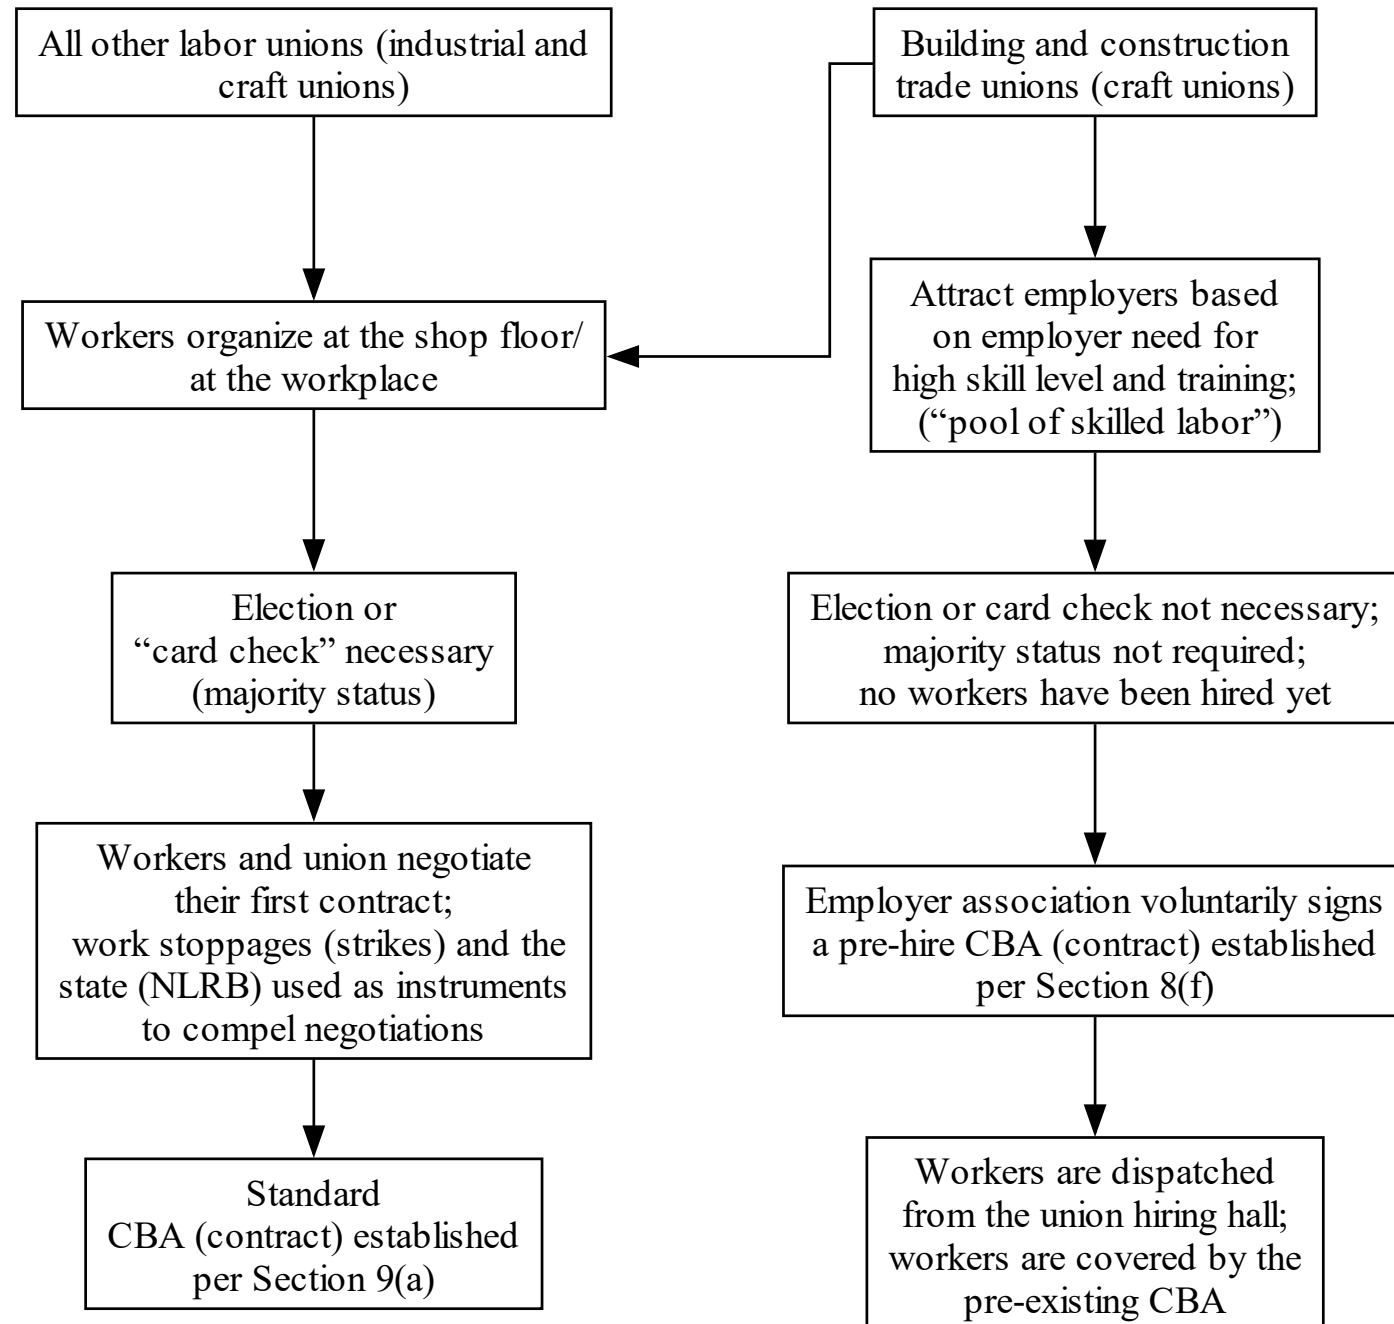 All other labor unions (industrial and
craft unions)
Building and construction
trade unions (craft unions)
Workers organize at the shop floor/
at the workplace
Attract employers based
on employer need for
high skill level and training;
(“pool of skilled labor”)
Election or
“card check” necessary
(majority status)
Election or card check not necessary;
majority status not required;
no workers have been hired yet
Workers and union negotiate
their first contract;
work stoppages (strikes) and the
state (NLRB) used as instruments
to compel negotiations
Employer association voluntarily signs
a pre-hire CBA (contract) established
per Section 8(f)
Standard
CBA (contract) established
per Section 9(a)
Workers are dispatched
from the union hiring hall;
workers are covered by the
pre-existing CBA